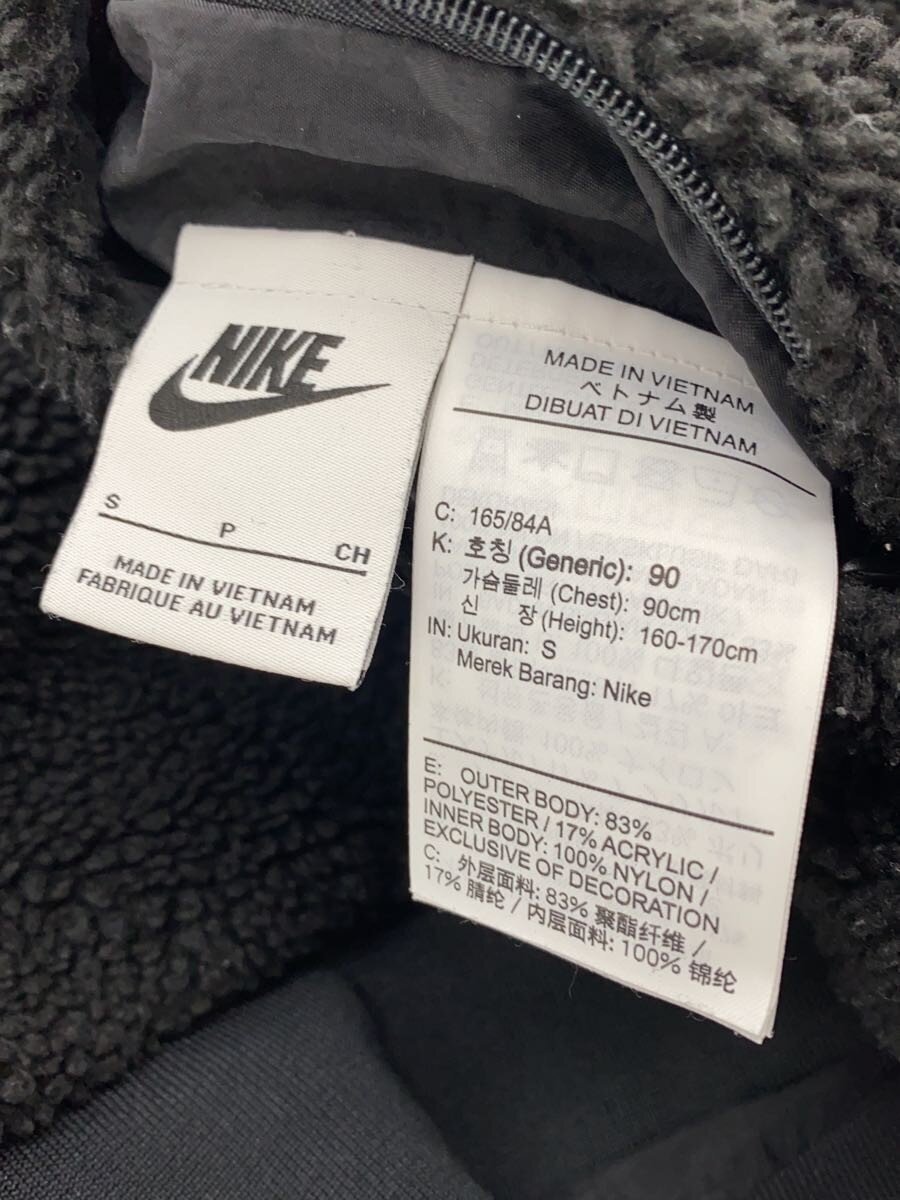 NIKE
S
P
CH
MADE IN VIETNAM
FABRIQUE AU VIETNAM
MADE IN VIETNAM
ベトナム製
DIBUAT DI VIETNAM
C: 165/84A
K: 호칭 (Generic): 90
가슴둘레 (Chest): 90cm
신 장 (Height): 160-170cm
IN: Ukuran: S
Merek Barang: Nike
E: OUTER BODY: 83%
POLYESTER / 17% ACRYLIC /
INNER BODY: 100% NYLON /
EXCLUSIVE OF DECORATION
C: 外层面料: 83% 聚酯纤维 /
17% 腈纶 / 内层面料: 100% 锦纶